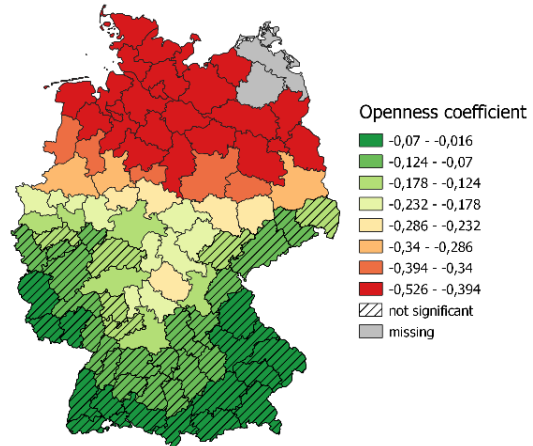 Openness coefficient
-0,07 - -0,016
-0,124 - -0,07
-0,178 - -0,124
-0,232 - -0,178
-0,286 - -0,232
-0,34 - -0,286
-0,394 - -0,34
-0,526 - -0,394
not significant
missing